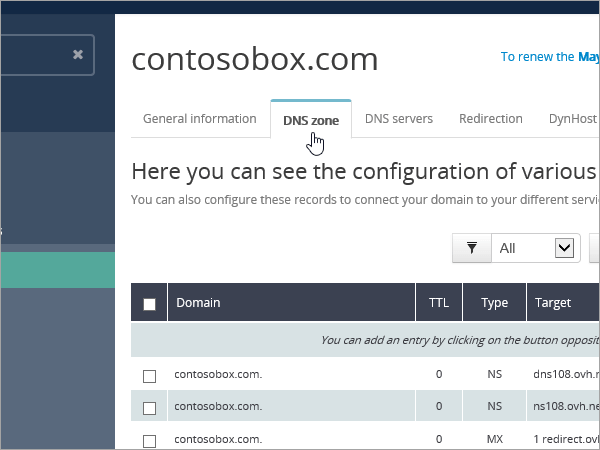 contosobox.com
To renew the May
General information DNS zone DNS servers Redirection DynHost
Here you can see the configuration of various
You can also configure these records to connect your domain to your different servi
All
Domain TTL Type Target
You can add an entry by clicking on the button opposit
contosobox.com. 0 NS dns108.ovh.n
contosobox.com. 0 NS ns108.ovh.ne
contosobox.com. 0 MX 1 redirect.ovl